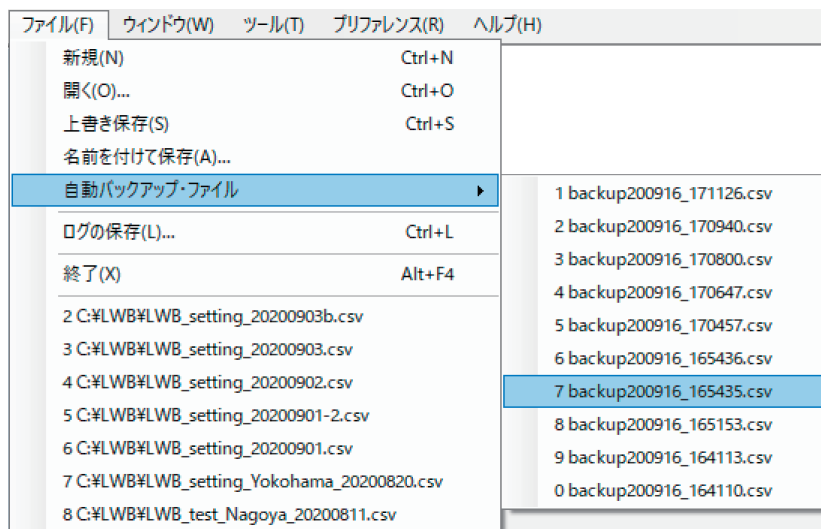 ファイル(F) ウィンドウ(W) ツール(T) プリファレンス(R) ヘルプ(H)
新規(N) Ctrl+N
開く(O)... Ctrl+O
上書き保存(S) Ctrl+S
名前を付けて保存(A)...
自動バックアップ・ファイル
ログの保存(L)... Ctrl+L
終了(X) Alt+F4
2 C:¥LWB¥LWB_setting_20200903b.csv
3 C:¥LWB¥LWB_setting_20200903.csv
4 C:¥LWB¥LWB_setting_20200902.csv
5 C:¥LWB¥LWB_setting_20200901-2.csv
6 C:¥LWB¥LWB_setting_20200901.csv
7 C:¥LWB¥LWB_setting_Yokohama_20200820.csv
8 C:¥LWB¥LWB_test_Nagoya_20200811.csv
1 backup200916_171126.csv
2 backup200916_170940.csv
3 backup200916_170800.csv
4 backup200916_170647.csv
5 backup200916_170457.csv
6 backup200916_165436.csv
7 backup200916_165435.csv
8 backup200916_165153.csv
9 backup200916_164113.csv
0 backup200916_164110.csv